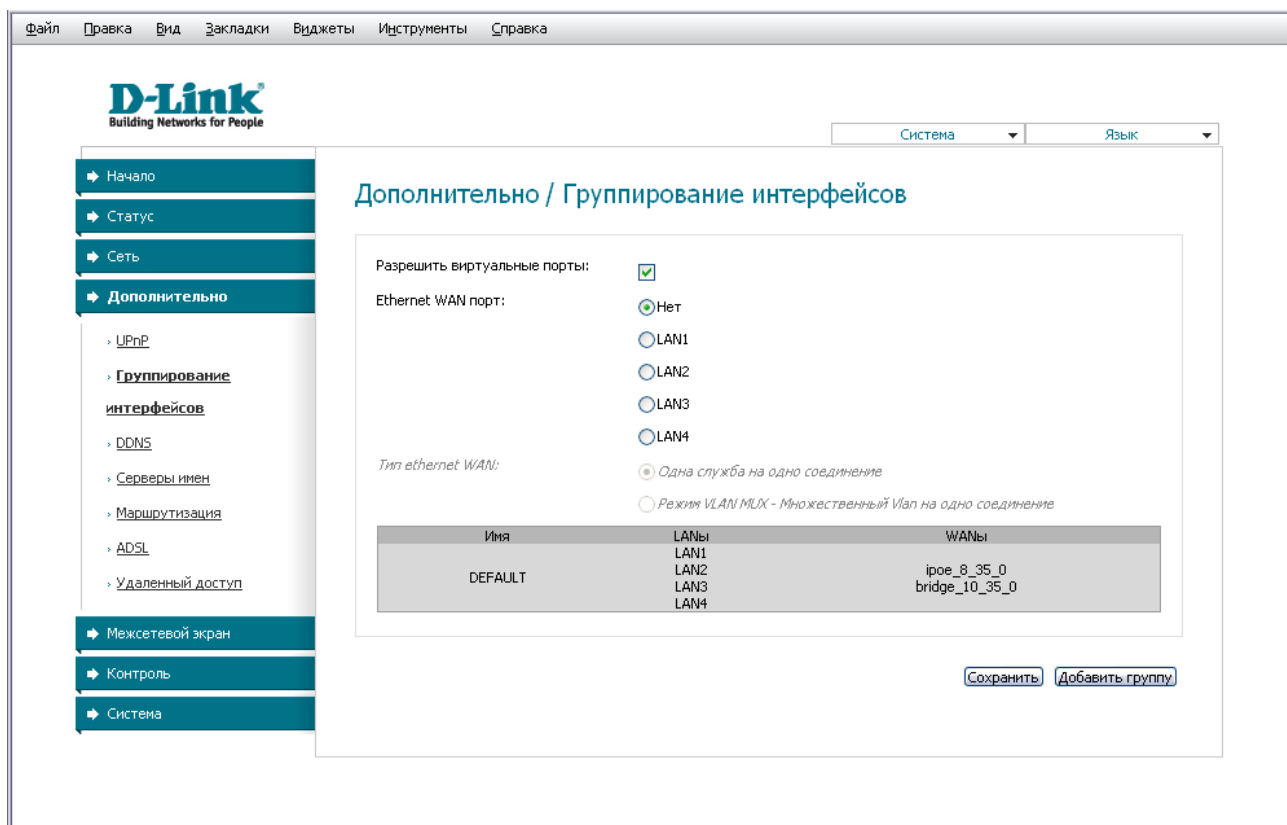 Файл Правка Вид Закладки Виджеты Инструменты Справка
D-Link
Building Networks for People
Система Язык
Начало
Статус
Сеть
Дополнительно
UPnP
Группирование
интерфейсов
DDNS
Серверы имен
Маршрутизация
ADSL
Удаленный доступ
Межсетевой экран
Контроль
Система
Дополнительно / Группирование интерфейсов
Разрешить виртуальные порты:
Ethernet WAN порт:
Нет
LAN1
LAN2
LAN3
LAN4
Тип ethernet WAN:
Одна служба на одно соединение
Режим VLAN MUX - Множественный Vlan на одно соединение
Имя LANы WANы
DEFAULT
LAN1
LAN2
LAN3
LAN4
ipoe_8_35_0
bridge_10_35_0
Сохранить Добавить группу